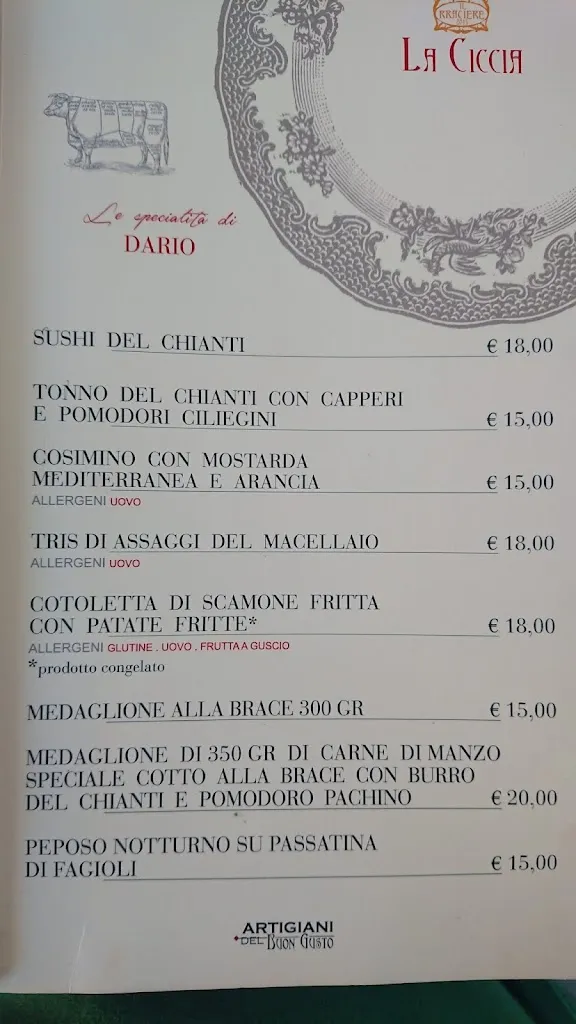 IL
BRACIERE
LA CICCIA
Le specialità di
DARIO
SUSHI DEL CHIANTI € 18,00
TONNO DEL CHIANTI CON CAPPERI
E POMODORI CILIEGINI € 15,00
COSIMINO CON MOSTARDA
MEDITERRANEA E ARANCIA € 15,00
ALLERGENI UOVO
TRIS DI ASSAGGI DEL MACELLAIO € 18,00
ALLERGENI UOVO
COTOLETTA DI SCAMONE FRITTA
CON PATATE FRITTE* € 18,00
ALLERGENI GLUTINE . UOVO . FRUTTA A GUSCIO
*prodotto congelato
MEDAGLIONE ALLA BRACE 300 GR € 15,00
MEDAGLIONE DI 350 GR DI CARNE DI MANZO
SPECIALE COTTO ALLA BRACE CON BURRO
DEL CHIANTI E POMODORO PACHINO € 20,00
PEPOSO NOTTURNO SU PASSATINA
DI FAGIOLI € 15,00
ARTIGIANI
DEL BUON GUSTO